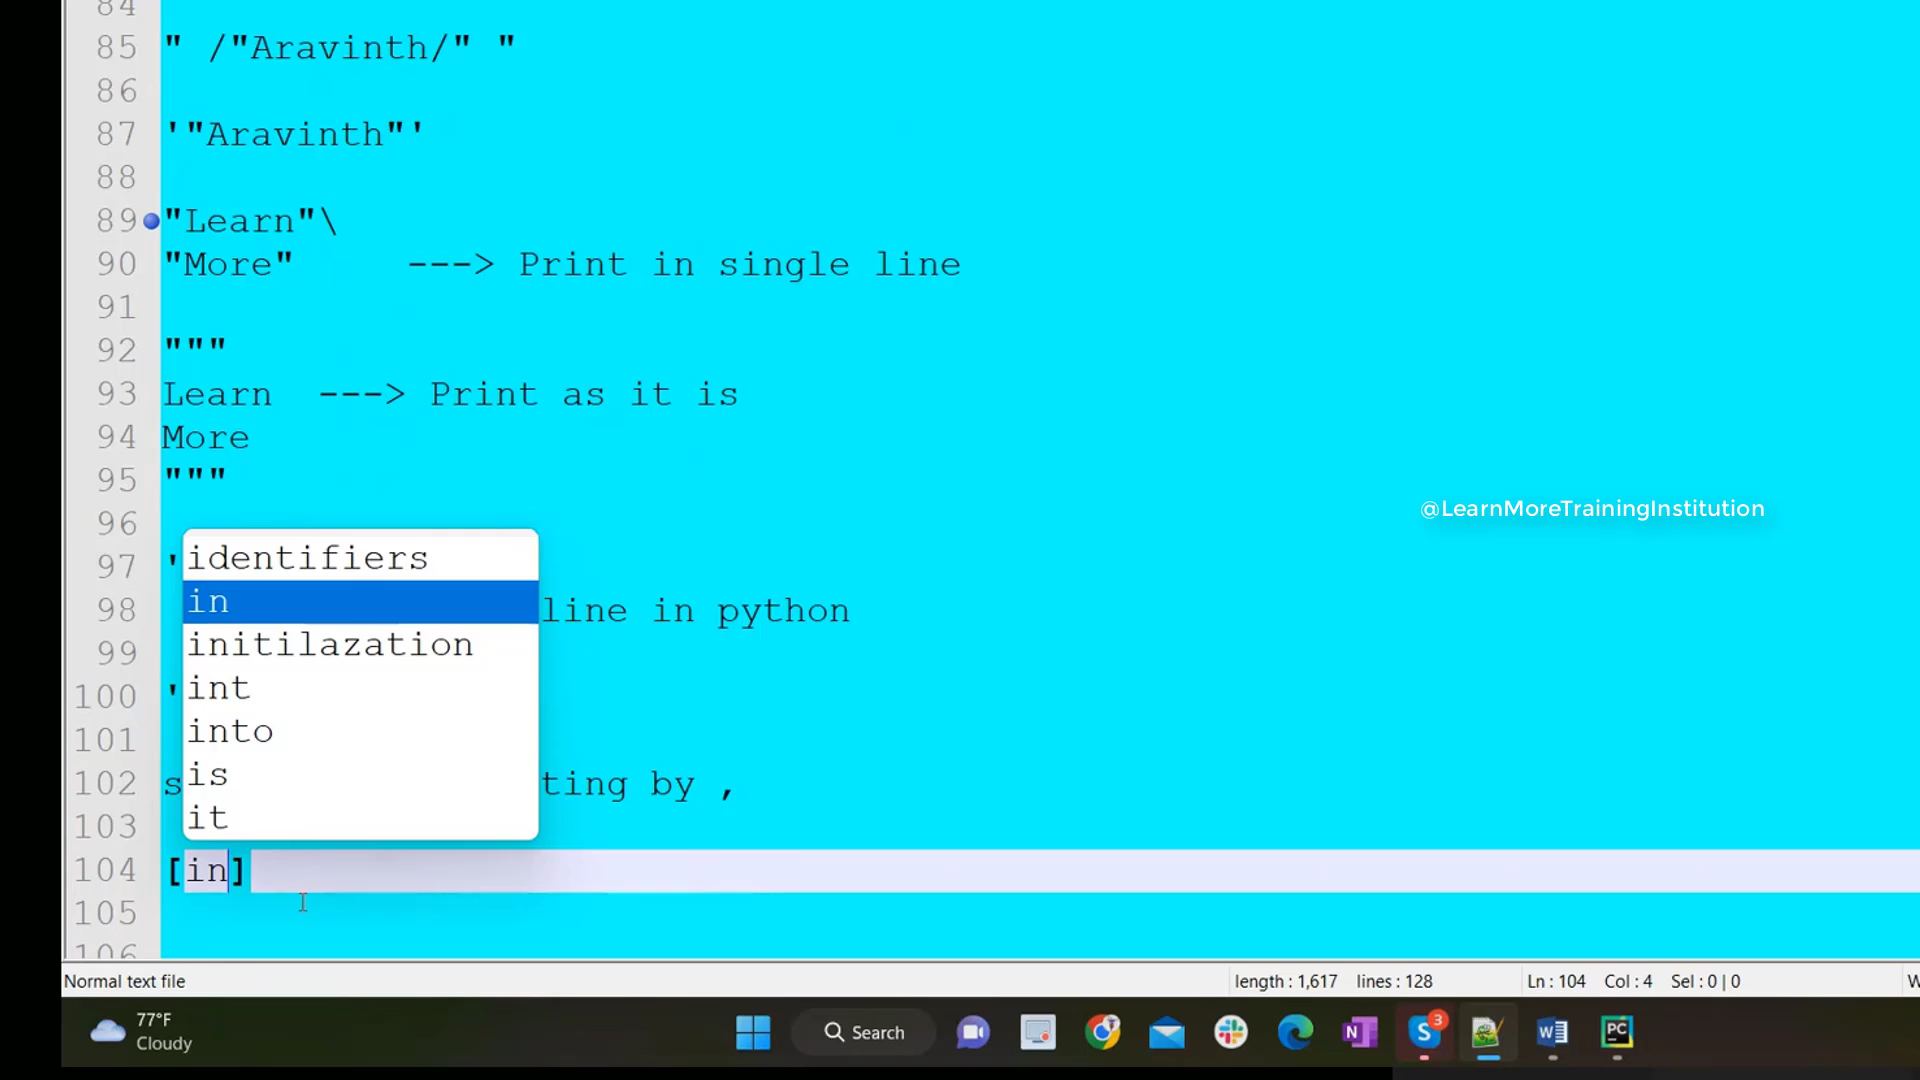 84
85 " /"Aravinth/" "
86
87 '"Aravinth"'
88
89 "Learn"\
90 "More" ---> Print in single line
91
92 """
93 Learn ---> Print as it is
94 More
95 """
96
@LearnMoreTrainingInstitution
identifiers
97 '
in
98 line in python
initilazation
99
int
100 '
into
101
is
102 s ting by ,
it
103
104 [in]
105
106
Normal text file length : 1,617 lines : 128 Ln : 104 Col : 4 Sel : 0 | 0 W
77°F
Cloudy
Search
3